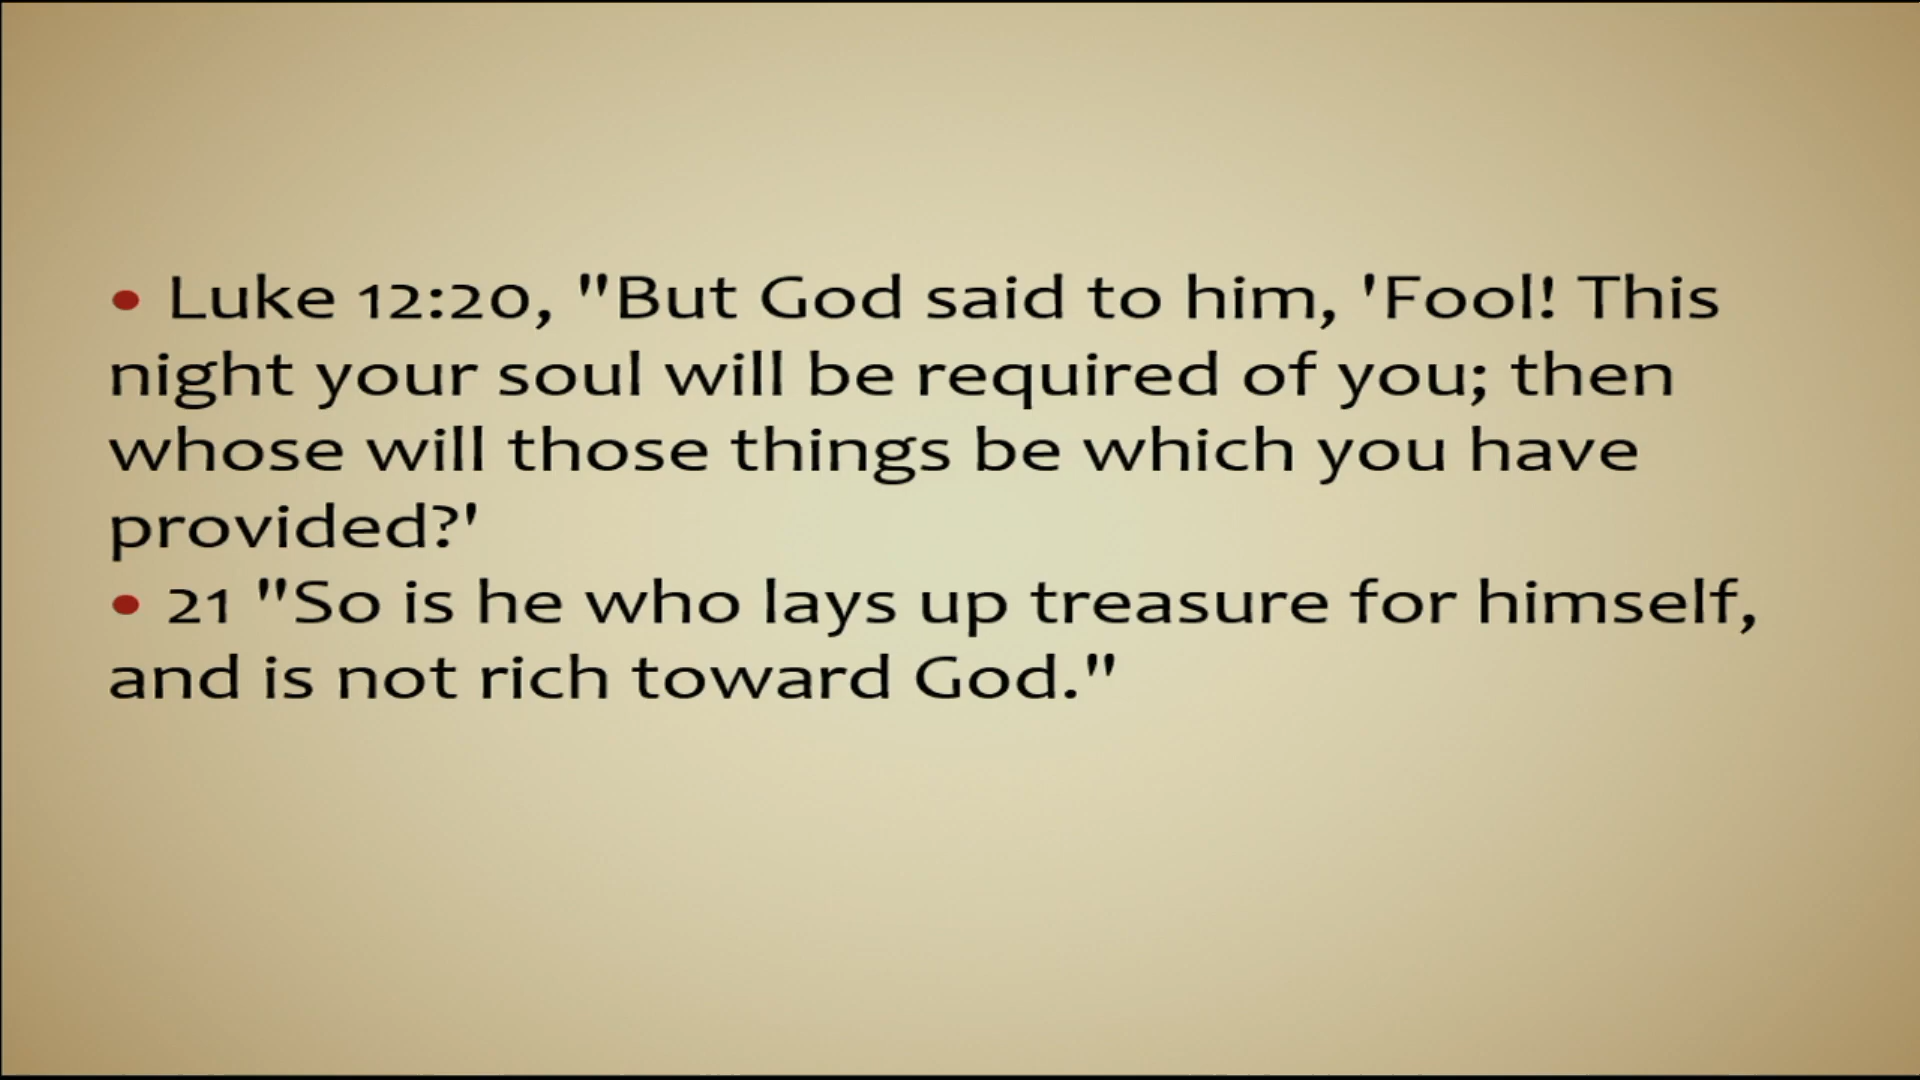 • Luke 12:20, "But God said to him, 'Fool! This
night your soul will be required of you; then
whose will those things be which you have
provided?'
• 21 "So is he who lays up treasure for himself,
and is not rich toward God."